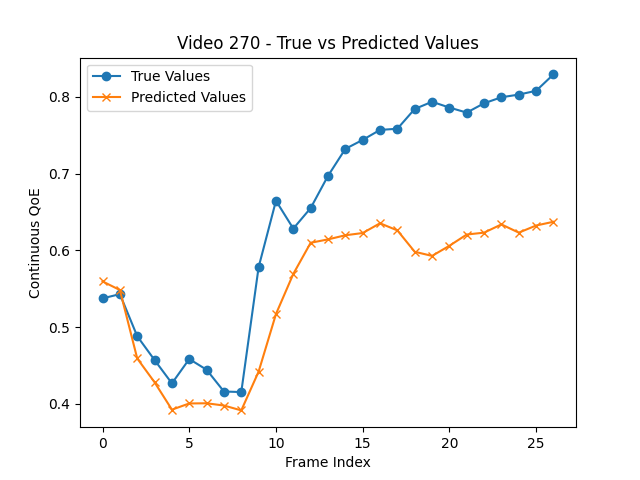 Video 270 - True vs Predicted Values
True Values
Predicted Values
Continuous QoE
0.8
0.7
0.6
0.5
0.4
0 5 10 15 20 25
Frame Index